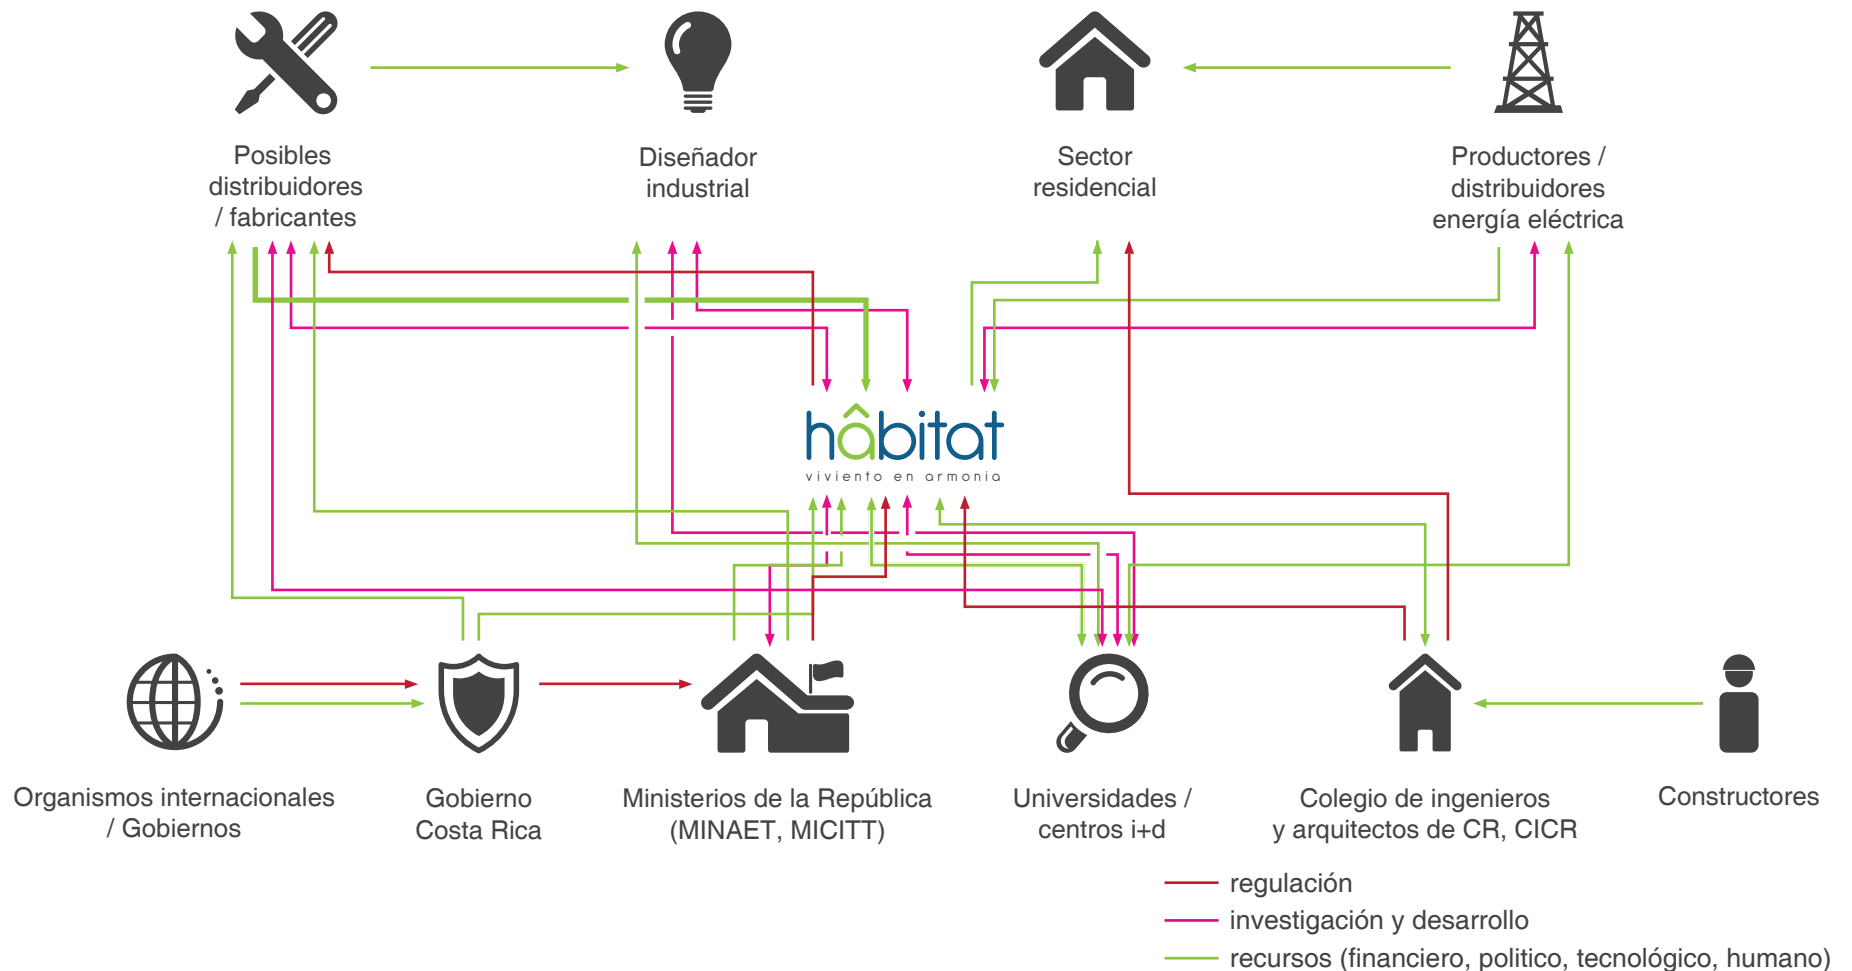 Posibles
distribuidores
/ fabricantes
Diseñador
industrial
Sector
residencial
Productores /
distribuidores
energía eléctrica
hâbitat
viviento en armonia
Organismos internacionales
/ Gobiernos
Gobierno
Costa Rica
Ministerios de la República
(MINAET, MICITT)
Universidades /
centros i+d
Colegio de ingenieros
y arquitectos de CR, CICR
Constructores
regulación
investigación y desarrollo
recursos (financiero, politico, tecnológico, humano)